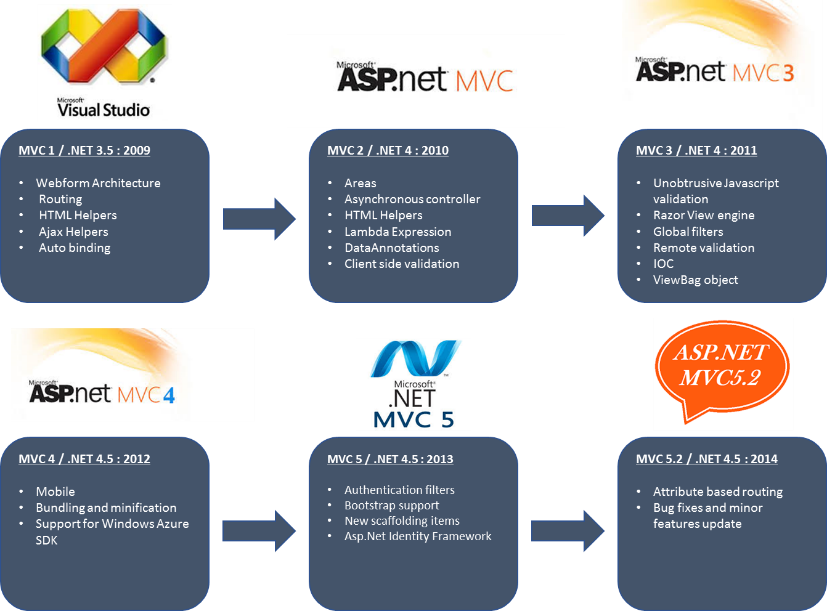 Microsoft
Visual Studio
Microsoft
ASP.net MVC
Microsoft
ASP.net MVC 3
MVC 1 / .NET 3.5 : 2009
• Webform Architecture
• Routing
• HTML Helpers
• Ajax Helpers
• Auto binding
MVC 2 / .NET 4 : 2010
• Areas
• Asynchronous controller
• HTML Helpers
• Lambda Expression
• DataAnnotations
• Client side validation
MVC 3 / .NET 4 : 2011
• Unobtrusive Javascript
validation
• Razor View engine
• Global filters
• Remote validation
• IOC
• ViewBag object
Microsoft
ASP.net MVC 4
Microsoft
.NET
MVC 5
ASP.NET
MVC5.2
MVC 4 / .NET 4.5 : 2012
• Mobile
• Bundling and minification
• Support for Windows Azure
SDK
MVC 5 / .NET 4.5 : 2013
• Authentication filters
• Bootstrap support
• New scaffolding items
• Asp.Net Identity Framework
MVC 5.2 / .NET 4.5 : 2014
• Attribute based routing
• Bug fixes and minor
features update